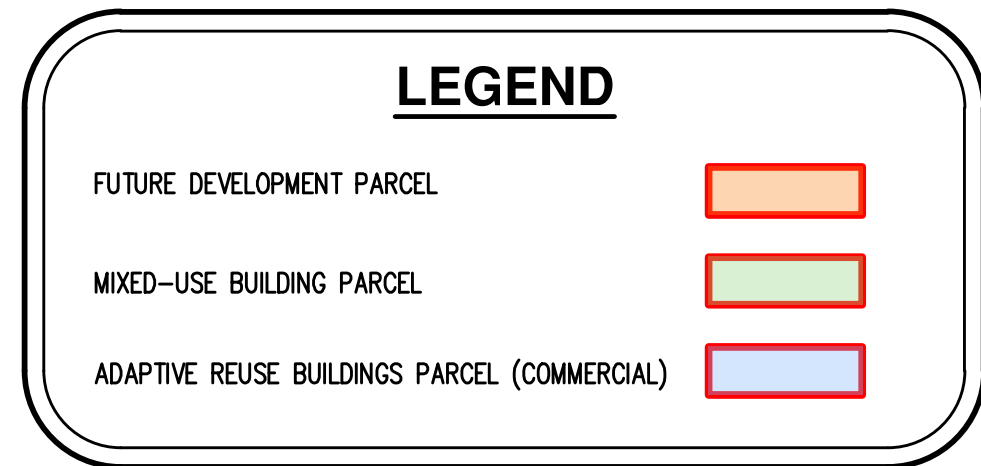 LEGEND
FUTURE DEVELOPMENT PARCEL
MIXED-USE BUILDING PARCEL
ADAPTIVE REUSE BUILDINGS PARCEL (COMMERCIAL)